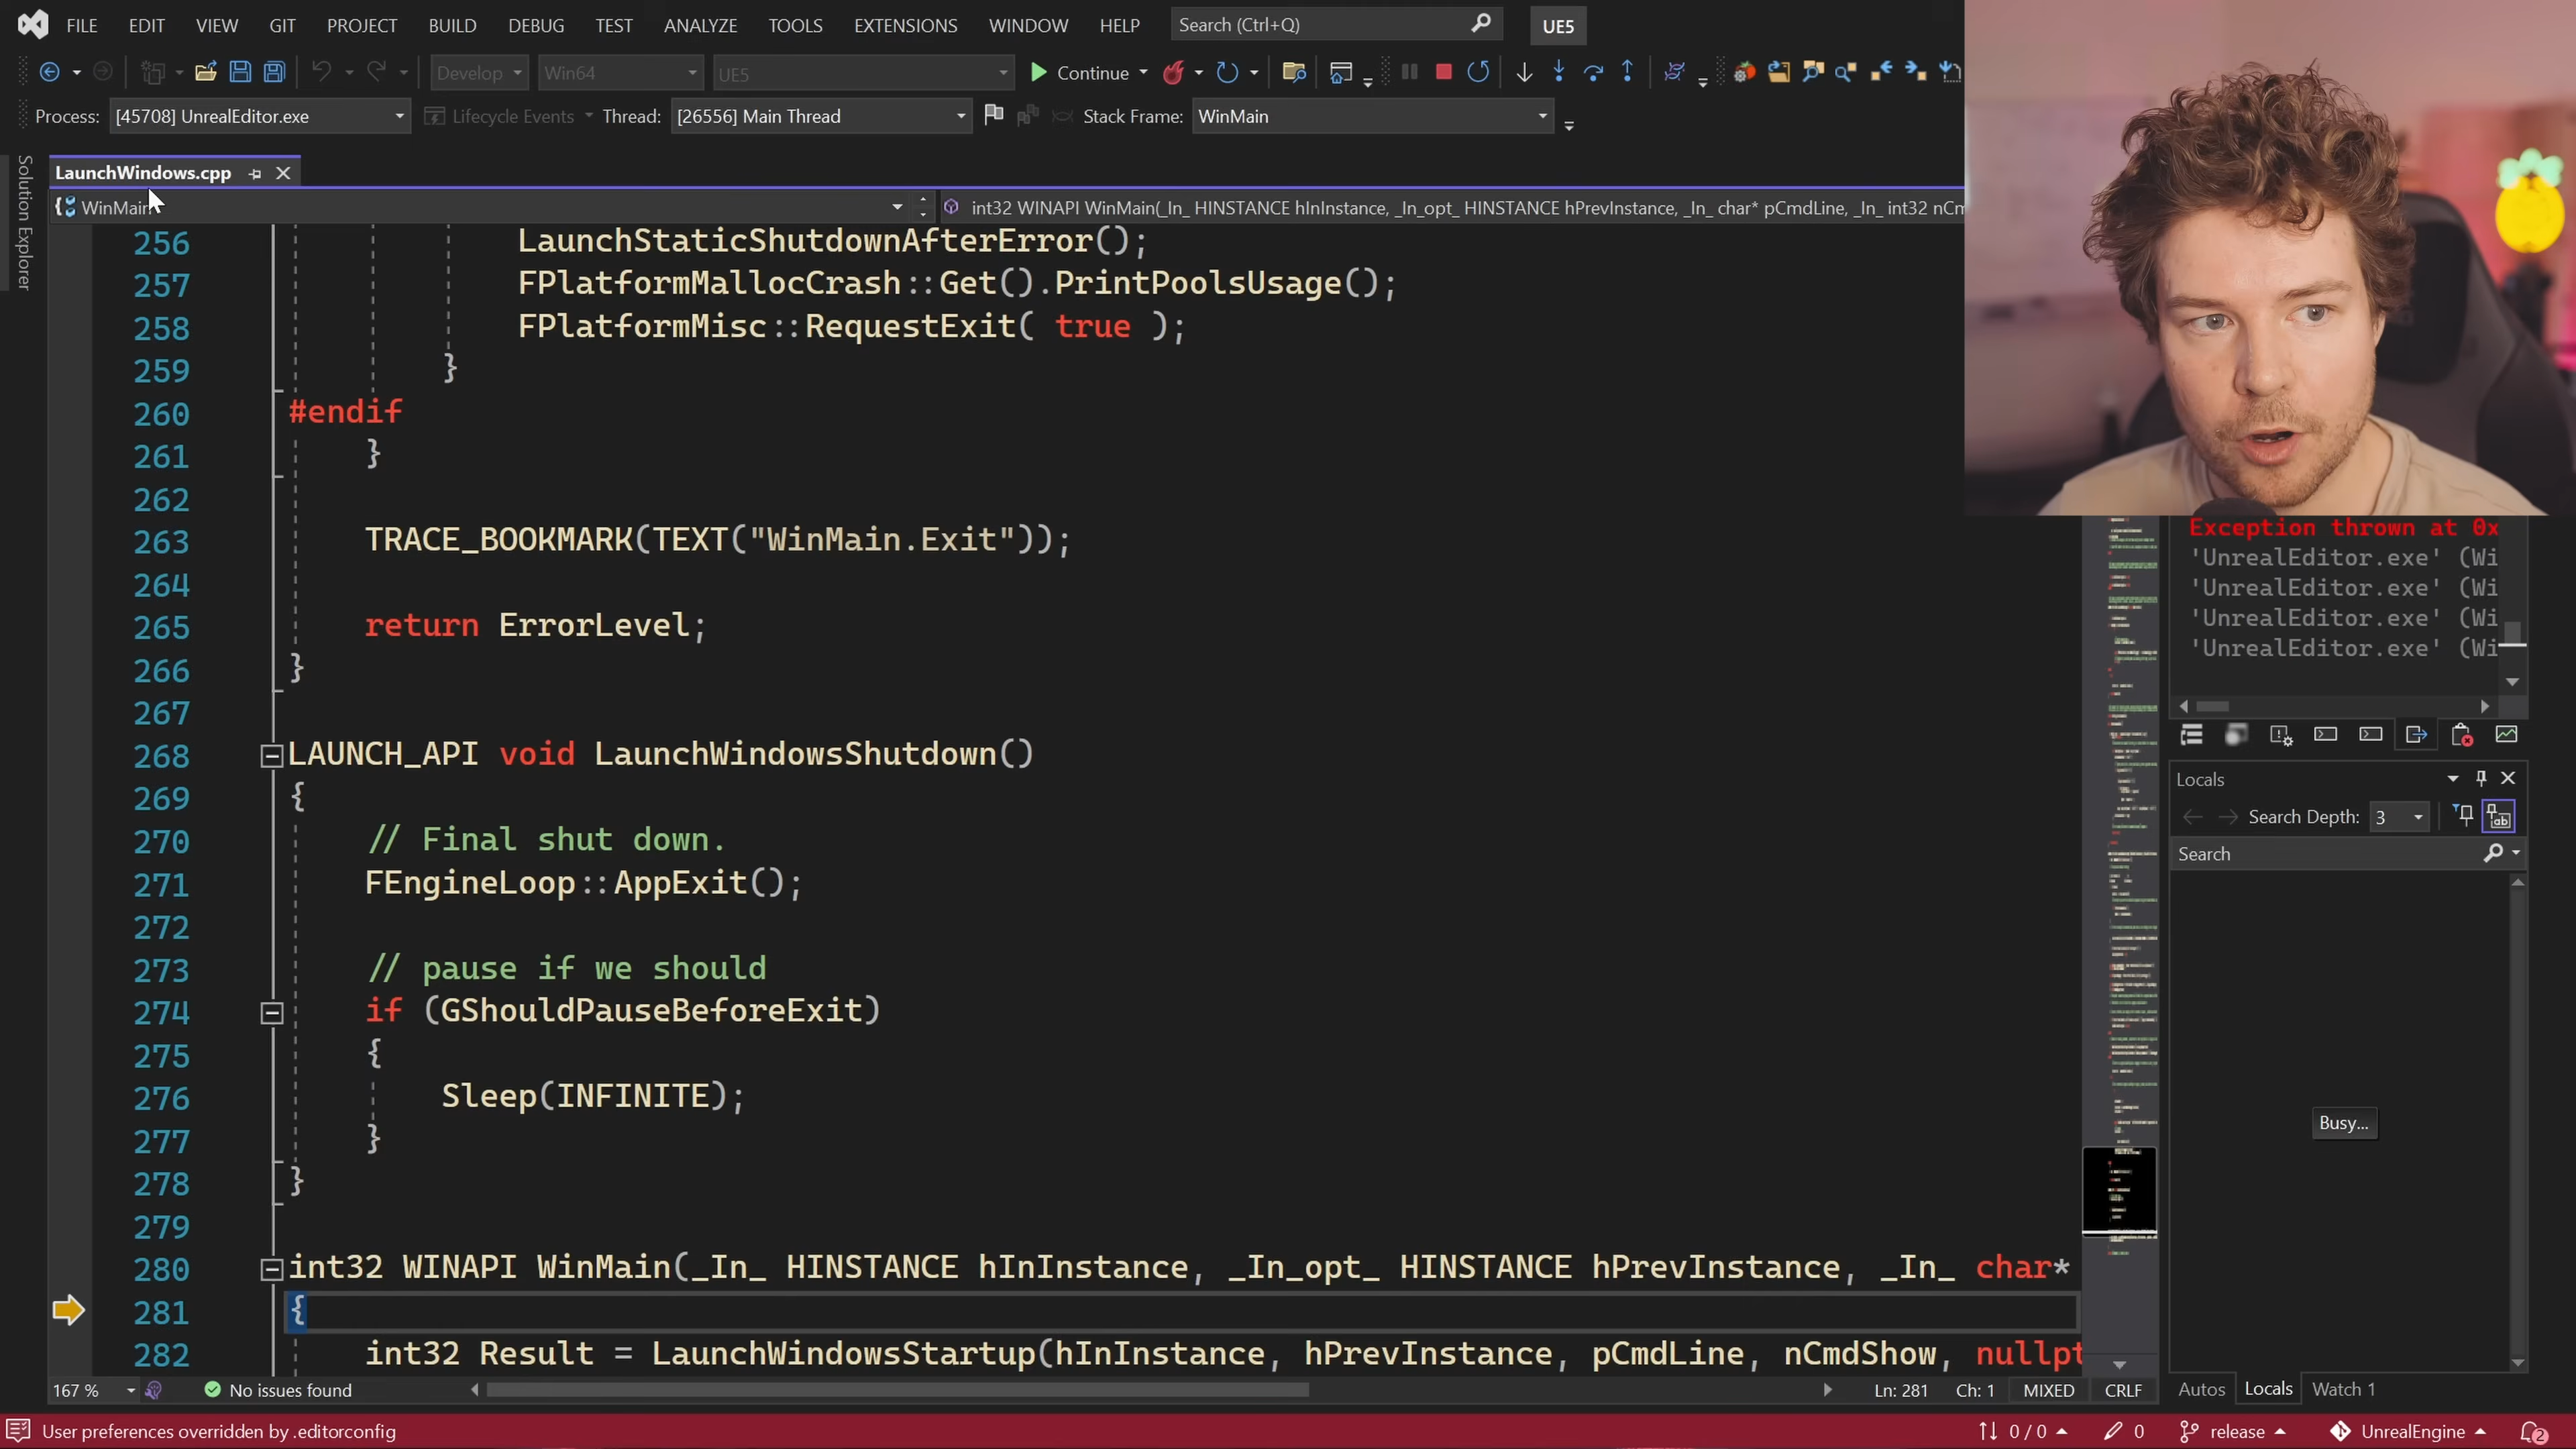 FILE EDIT VIEW GIT PROJECT BUILD DEBUG TEST ANALYZE TOOLS EXTENSIONS WINDOW HELP Search (Ctrl+Q) UE5
Develop Win64 UE5 Continue
Process: [45708] UnrealEditor.exe Lifecycle Events Thread: [26556] Main Thread Stack Frame: WinMain
Solution Explorer
LaunchWindows.cpp
WinMain int32 WINAPI WinMain(_In_ HINSTANCE hInInstance, _In_opt_ HINSTANCE hPrevInstance, _In_ char* pCmdLine, _In_ int32 nCm
256 LaunchStaticShutdownAfterError();
257 FPlatformMallocCrash::Get().PrintPoolsUsage();
258 FPlatformMisc::RequestExit( true );
259 }
260 #endif
261 }
262
263 TRACE_BOOKMARK(TEXT("WinMain.Exit"));
264
265 return ErrorLevel;
266 }
267
268 LAUNCH_API void LaunchWindowsShutdown()
269 {
270 // Final shut down.
271 FEngineLoop::AppExit();
272
273 // pause if we should
274 if (GShouldPauseBeforeExit)
275 {
276 Sleep(INFINITE);
277 }
278 }
279
280 int32 WINAPI WinMain(_In_ HINSTANCE hInInstance, _In_opt_ HINSTANCE hPrevInstance, _In_ char*
281 {
282 int32 Result = LaunchWindowsStartup(hInInstance, hPrevInstance, pCmdLine, nCmdShow, nullpt
Exception thrown at 0x
'UnrealEditor.exe' (Wi
'UnrealEditor.exe' (Wi
'UnrealEditor.exe' (Wi
'UnrealEditor.exe' (Wi
Locals
Search Depth: 3
Search
Busy...
Autos Locals Watch 1
167 % No issues found Ln: 281 Ch: 1 MIXED CRLF
User preferences overridden by .editorconfig 0 / 0 0 release UnrealEngine 2